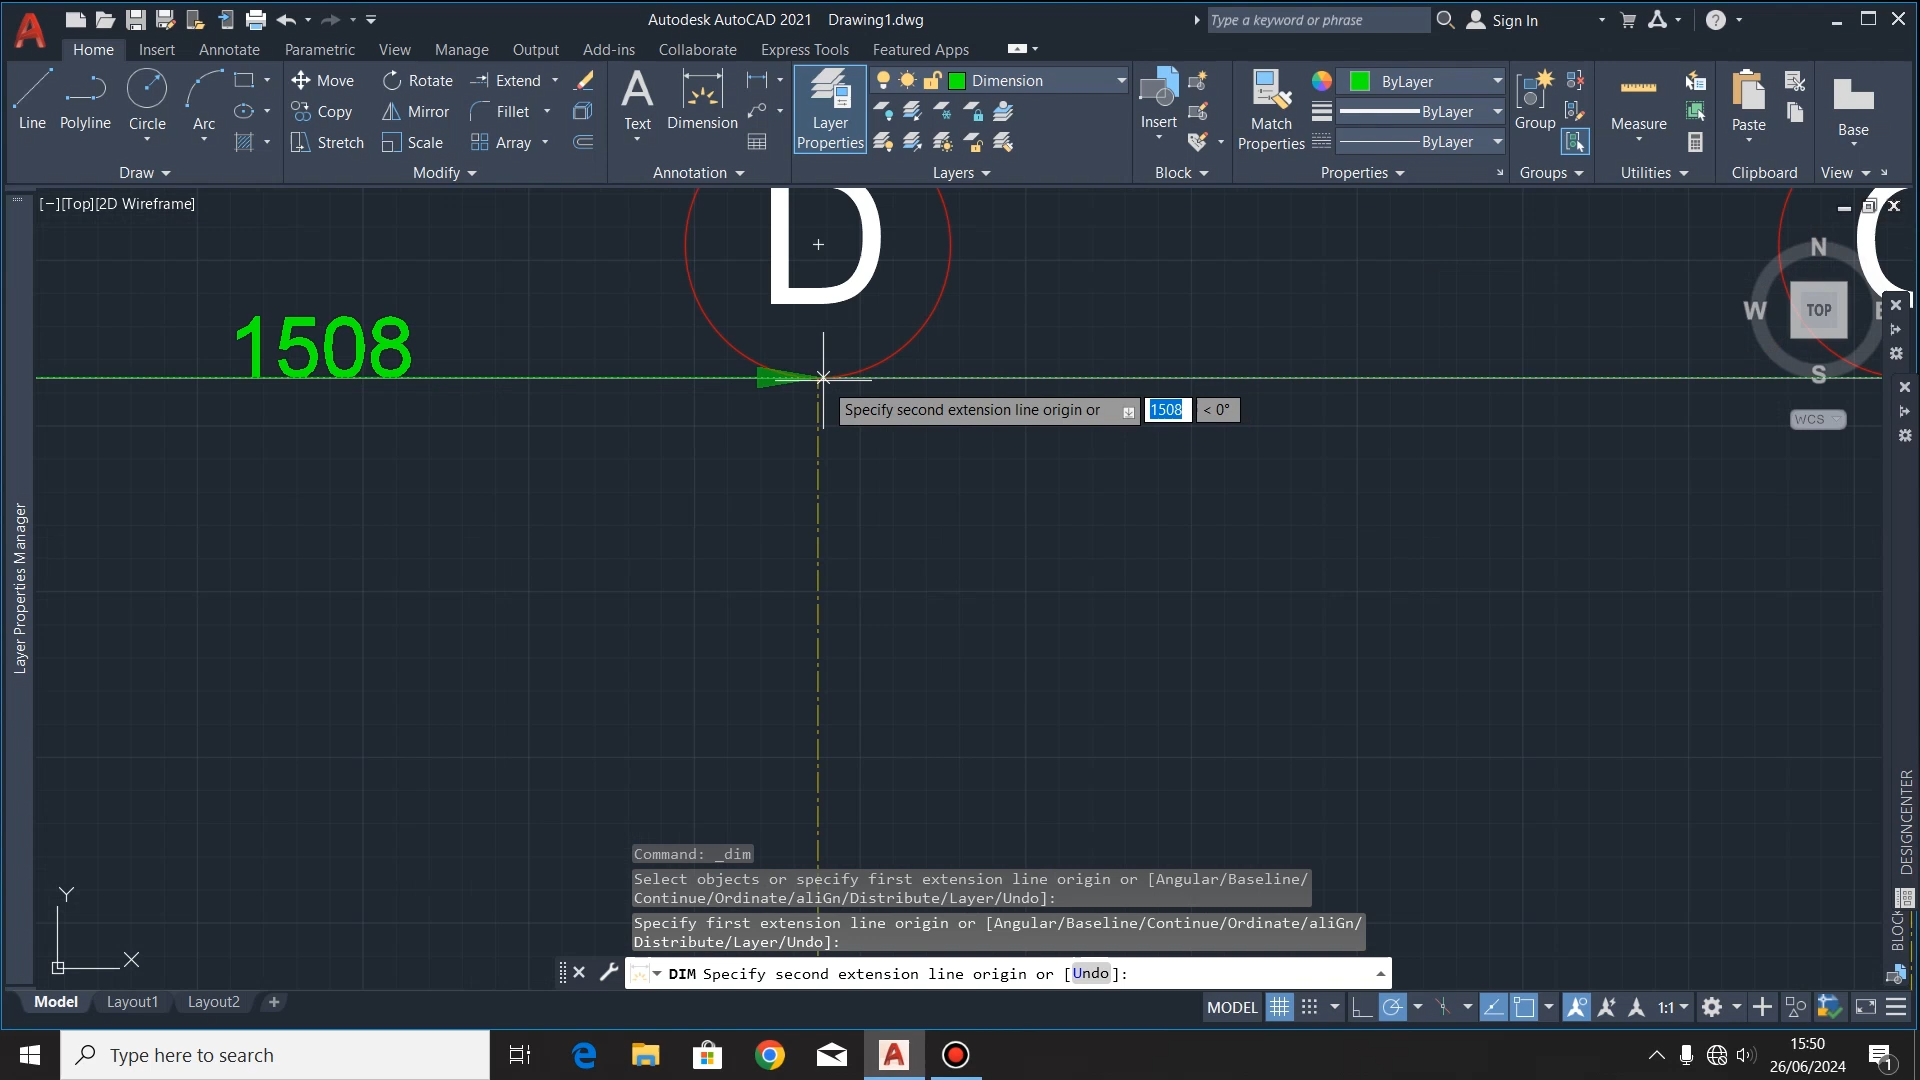 Autodesk AutoCAD 2021 Drawing1.dwg
Type a keyword or phrase
Sign In
Home Insert Annotate Parametric View Manage Output Add-ins Collaborate Express Tools Featured Apps
Line Polyline Circle Arc
Move Rotate Extend
Copy Mirror Fillet
Stretch Scale Array
Text Dimension
Layer Properties
Dimension
Insert
Match Properties
ByLayer
ByLayer
ByLayer
Group
Measure
Paste
Base
Draw Modify Annotation Layers Block Properties Groups Utilities Clipboard View
[−][Top][2D Wireframe]
D
N
W TOP
S
WCS
1508
Specify second extension line origin or 1508 < 0°
Layer Properties Manager
DESIGNCENTER
Y
X
Command: _dim
Select objects or specify first extension line origin or [Angular/Baseline/
Continue/Ordinate/aliGn/Distribute/Layer/Undo]:
Specify first extension line origin or [Angular/Baseline/Continue/Ordinate/aliGn/
Distribute/Layer/Undo]:
DIM Specify second extension line origin or [Undo]:
Model Layout1 Layout2
MODEL 1:1
Type here to search
15:50
26/06/2024
1